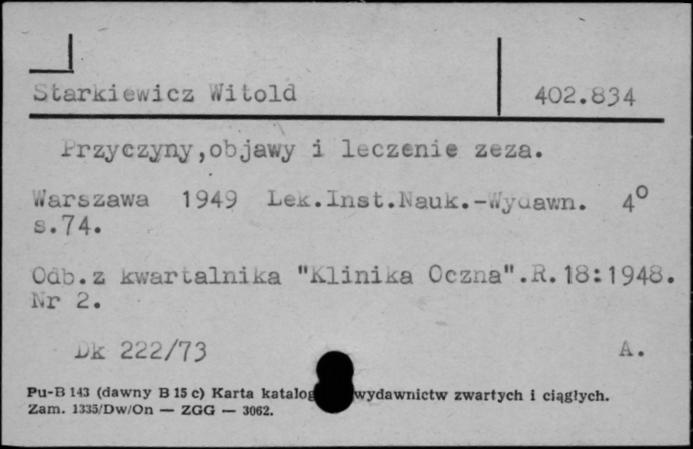 Starkiewicz Witold
402.834
Przyczyny,objawy i leczenie zeza.
Warszawa 1949 Lek.Inst.Nauk.-Wydawn. 4°
s.74.
Odb.z kwartalnika "Klinika Oczna".R.18:1948.
Nr 2.
Dk 222/73 A.
Pu-B 143 (dawny B 15 c) Karta katalog wydawnictw zwartych i ciągłych.
Zam. 1335/Dw/On — ZGG — 3062.